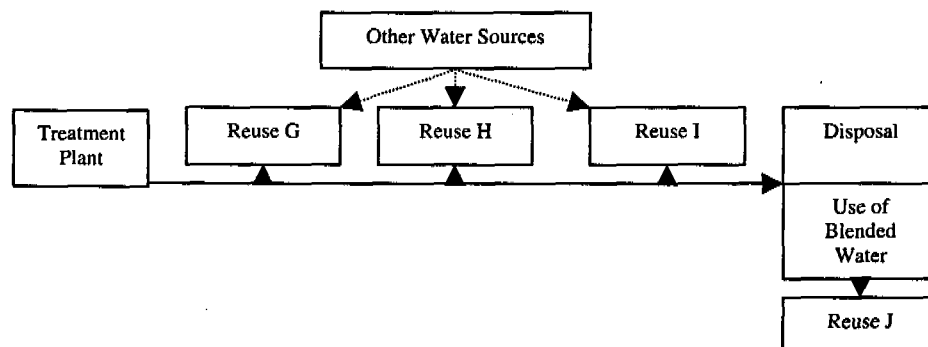 Other Water Sources
Treatment
Plant
Reuse G
Reuse H
Reuse I
Disposal
Use of
Blended
Water
Reuse J